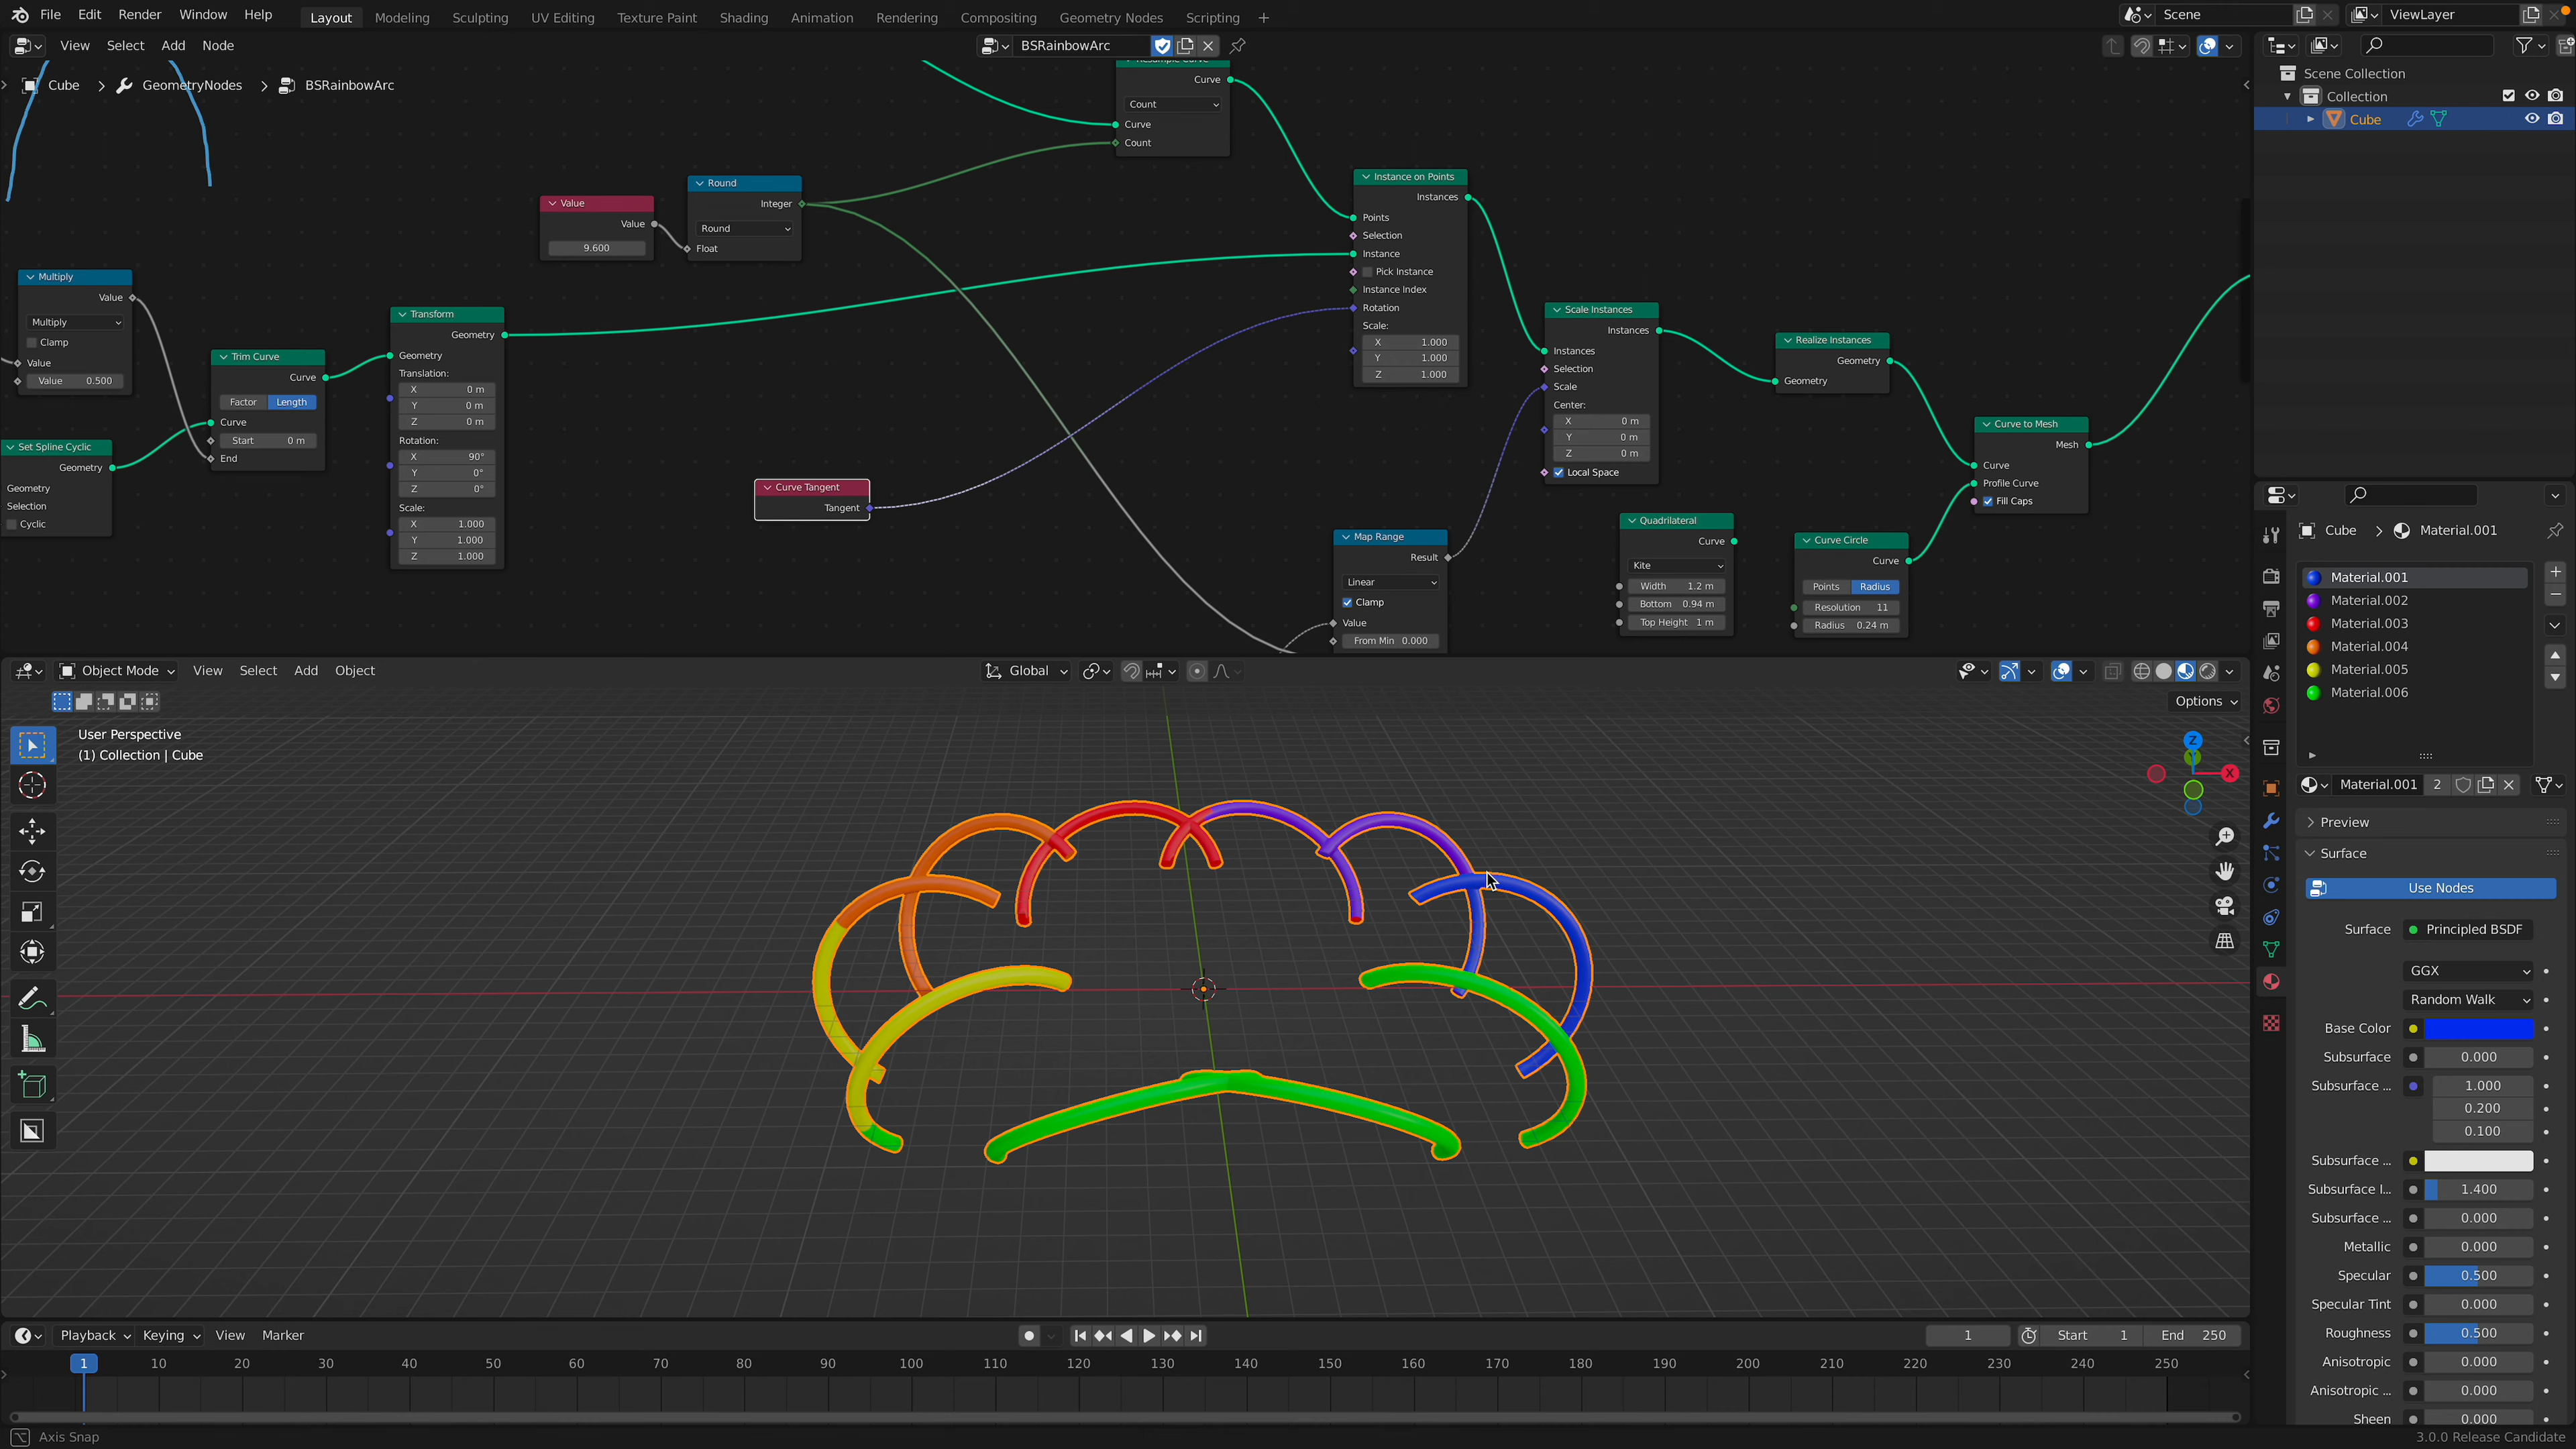 File Edit Render Window Help Layout Modeling Sculpting UV Editing Texture Paint Shading Animation Rendering Compositing Geometry Nodes Scripting + Scene ViewLayer
View Select Add Node BSRainbowArc
Cube > GeometryNodes > BSRainbowArc
Resample Curve
Curve
Count
Curve
Count
Value
Value
9.600
Round
Integer
Round
Float
Instance on Points
Instances
Points
Selection
Instance
Pick Instance
Instance Index
Rotation
Scale:
X 1.000
Y 1.000
Z 1.000
Multiply
Value
Multiply
Clamp
Value
Value 0.500
Set Spline Cyclic
Geometry
Geometry
Selection
Cyclic
Trim Curve
Curve
Factor Length
Curve
Start 0 m
End
Transform
Geometry
Geometry
Translation:
X 0 m
Y 0 m
Z 0 m
Rotation:
X 90°
Y 0°
Z 0°
Scale:
X 1.000
Y 1.000
Z 1.000
Curve Tangent
Tangent
Scale Instances
Instances
Instances
Selection
Scale
Center:
X 0 m
Y 0 m
Z 0 m
Local Space
Realize Instances
Geometry
Geometry
Curve to Mesh
Mesh
Curve
Profile Curve
Fill Caps
Map Range
Result
Linear
Clamp
Value
From Min 0.000
Quadrilateral
Curve
Kite
Width 1.2 m
Bottom 0.94 m
Top Height 1 m
Curve Circle
Curve
Points Radius
Resolution 11
Radius 0.24 m
Scene Collection
Collection
Cube
Object Mode View Select Add Object Global
Options
User Perspective
(1) Collection | Cube
Z
X
Cube > Material.001
Material.001
Material.002
Material.003
Material.004
Material.005
Material.006
Material.001 2
Preview
Surface
Use Nodes
Surface Principled BSDF
GGX
Random Walk
Base Color
Subsurface 0.000
Subsurface ... 1.000
0.200
0.100
Subsurface ...
Subsurface I... 1.400
Subsurface ... 0.000
Metallic 0.000
Specular 0.500
Specular Tint 0.000
Roughness 0.500
Anisotropic 0.000
Anisotropic ... 0.000
Sheen 0.000
Playback Keying View Marker 1 Start 1 End 250
1 10 20 30 40 50 60 70 80 90 100 110 120 130 140 150 160 170 180 190 200 210 220 230 240 250
Axis Snap 3.0.0 Release Candidate